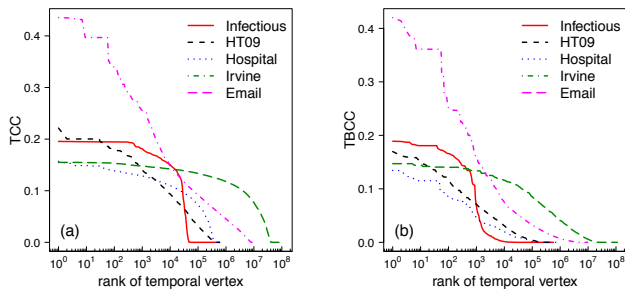 Infectious
HT09
Hospital
Irvine
Email
TCC
0.4
0.3
0.2
0.1
0.0
(a)
10^0 10^1 10^2 10^3 10^4 10^5 10^6 10^7 10^8
rank of temporal vertex
Infectious
HT09
Hospital
Irvine
Email
TBCC
0.4
0.3
0.2
0.1
0.0
(b)
10^0 10^1 10^2 10^3 10^4 10^5 10^6 10^7 10^8
rank of temporal vertex